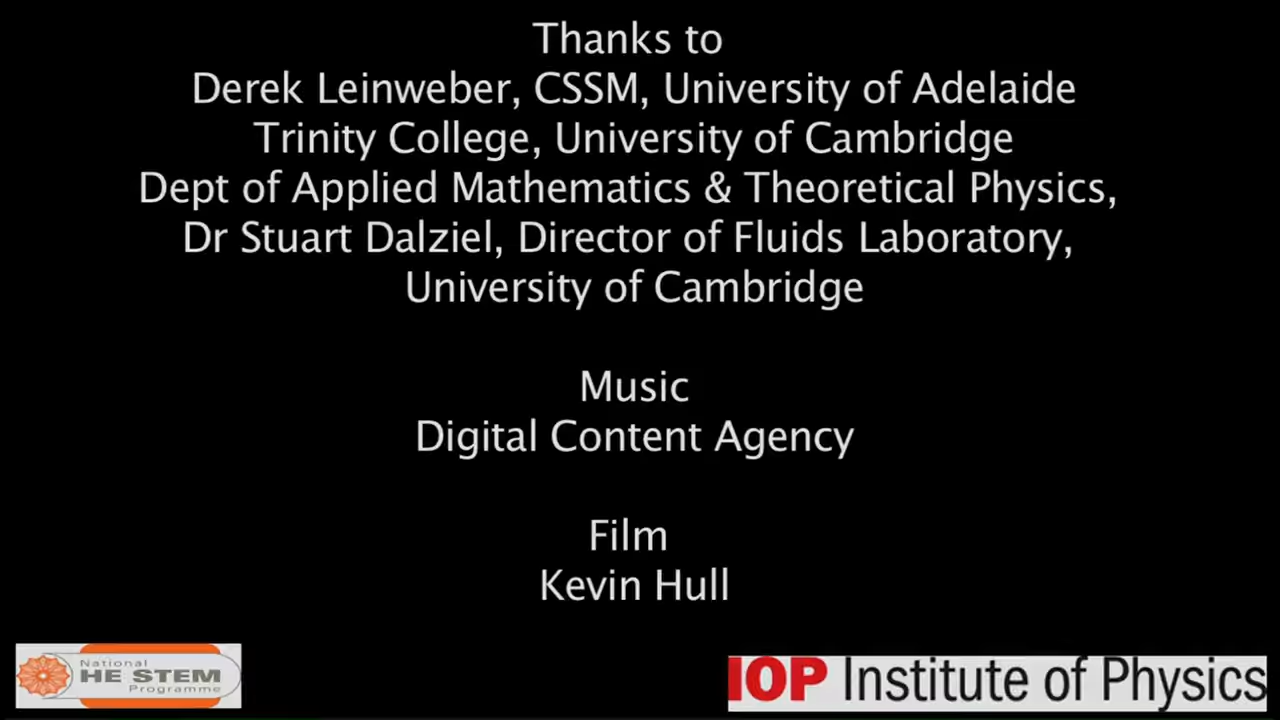 Thanks to
Derek Leinweber, CSSM, University of Adelaide
Trinity College, University of Cambridge
Dept of Applied Mathematics & Theoretical Physics,
Dr Stuart Dalziel, Director of Fluids Laboratory,
University of Cambridge
Music
Digital Content Agency
Film
Kevin Hull
National
HE STEM
Programme
IOP Institute of Physics